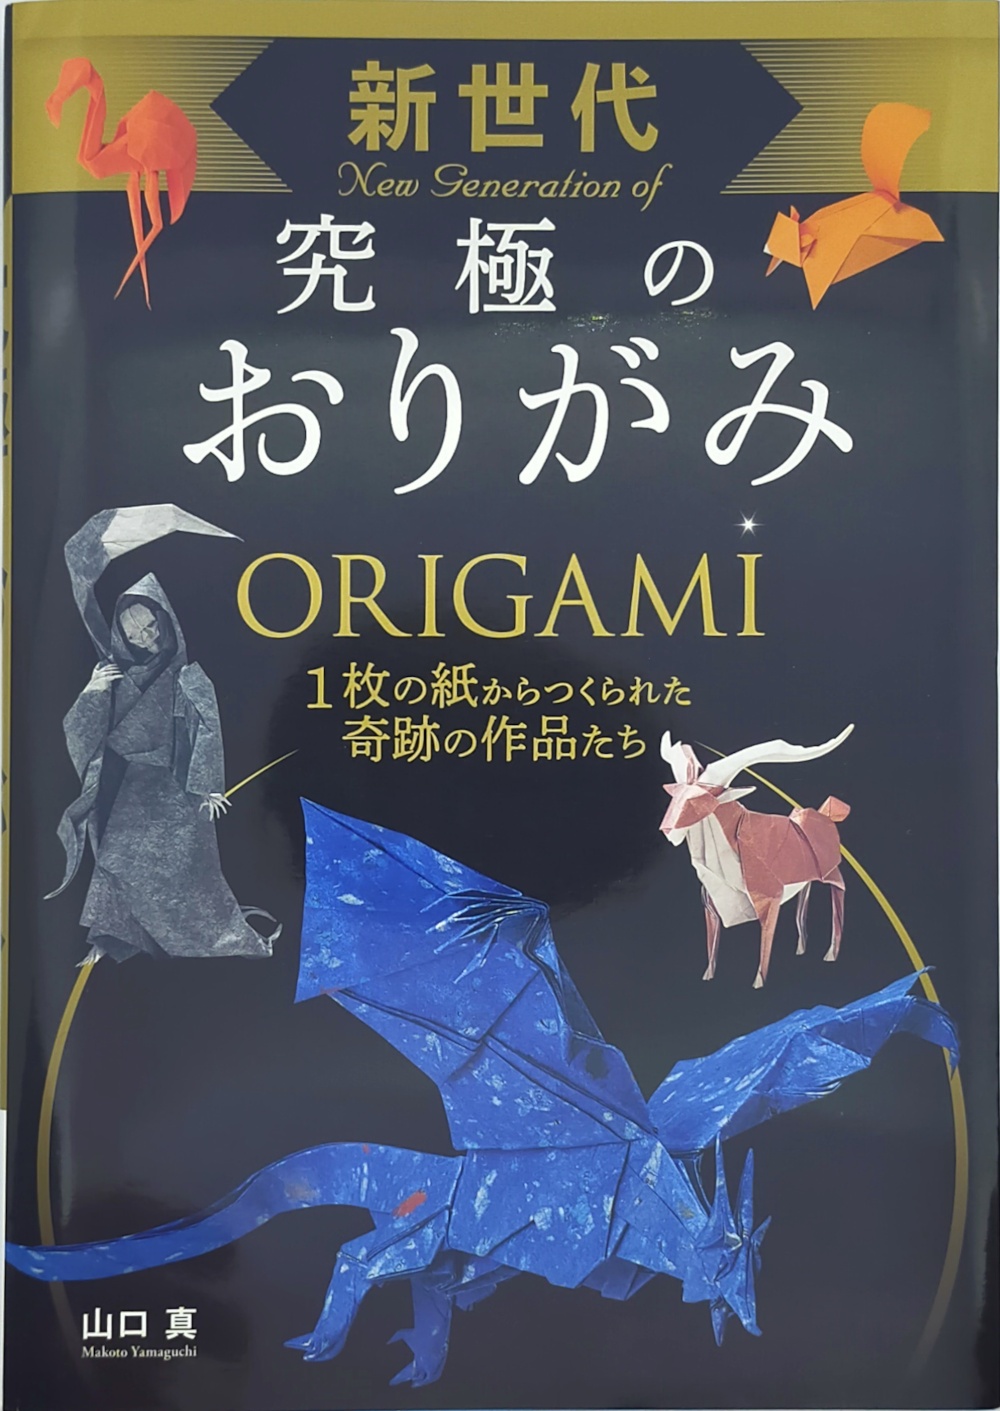 新世代
New Generation of
究極の
おりがみ
ORIGAMI
1枚の紙からつくられた
奇跡の作品たち
山口 真
Makoto Yamaguchi